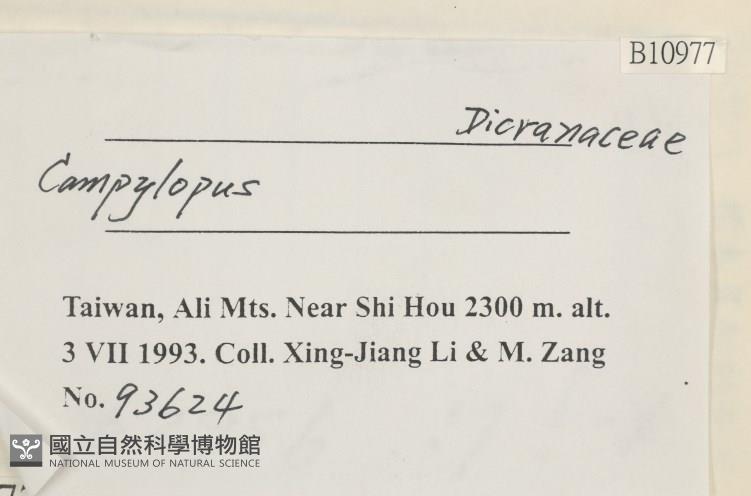 B10977
Dicranaceae
Campylopus
Taiwan, Ali Mts. Near Shi Hou 2300 m. alt.
3 VII 1993. Coll. Xing-Jiang Li & M. Zang
No. 93624
國立自然科學博物館
NATIONAL MUSEUM OF NATURAL SCIENCE